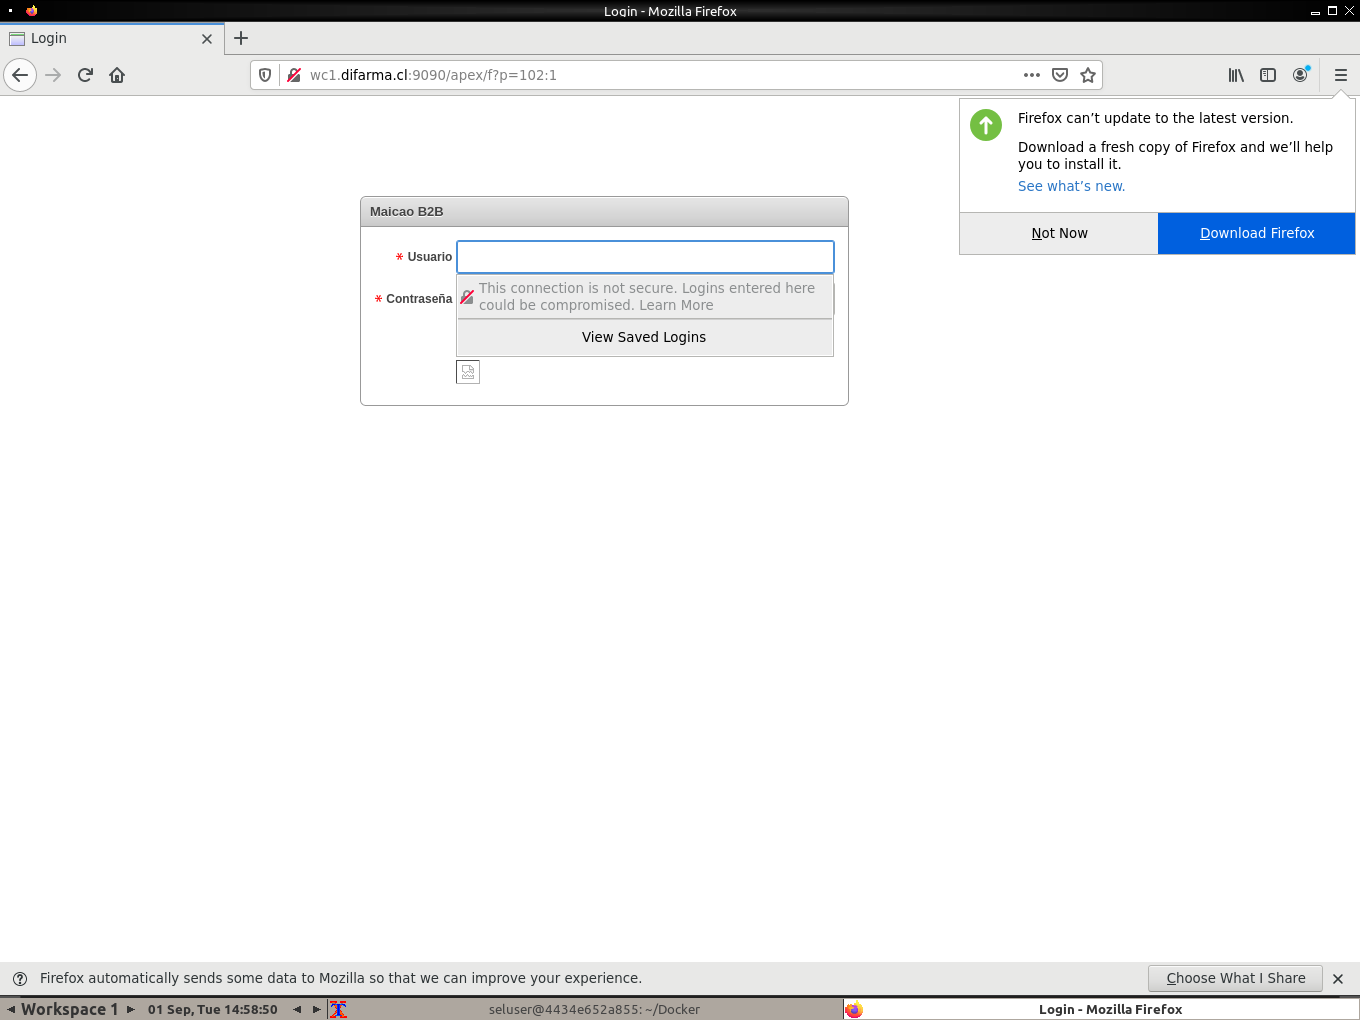 Login - Mozilla Firefox
Login
wc1.difarma.cl:9090/apex/f?p=102:1
Firefox can’t update to the latest version.
Download a fresh copy of Firefox and we’ll help
you to install it.
See what’s new.
Not Now
Download Firefox
Maicao B2B
* Usuario
* Contraseña
This connection is not secure. Logins entered here
could be compromised. Learn More
View Saved Logins
Firefox automatically sends some data to Mozilla so that we can improve your experience.
Choose What I Share
Workspace 1
01 Sep, Tue 14:58:50
seluser@4434e652a855: ~/Docker
Login - Mozilla Firefox